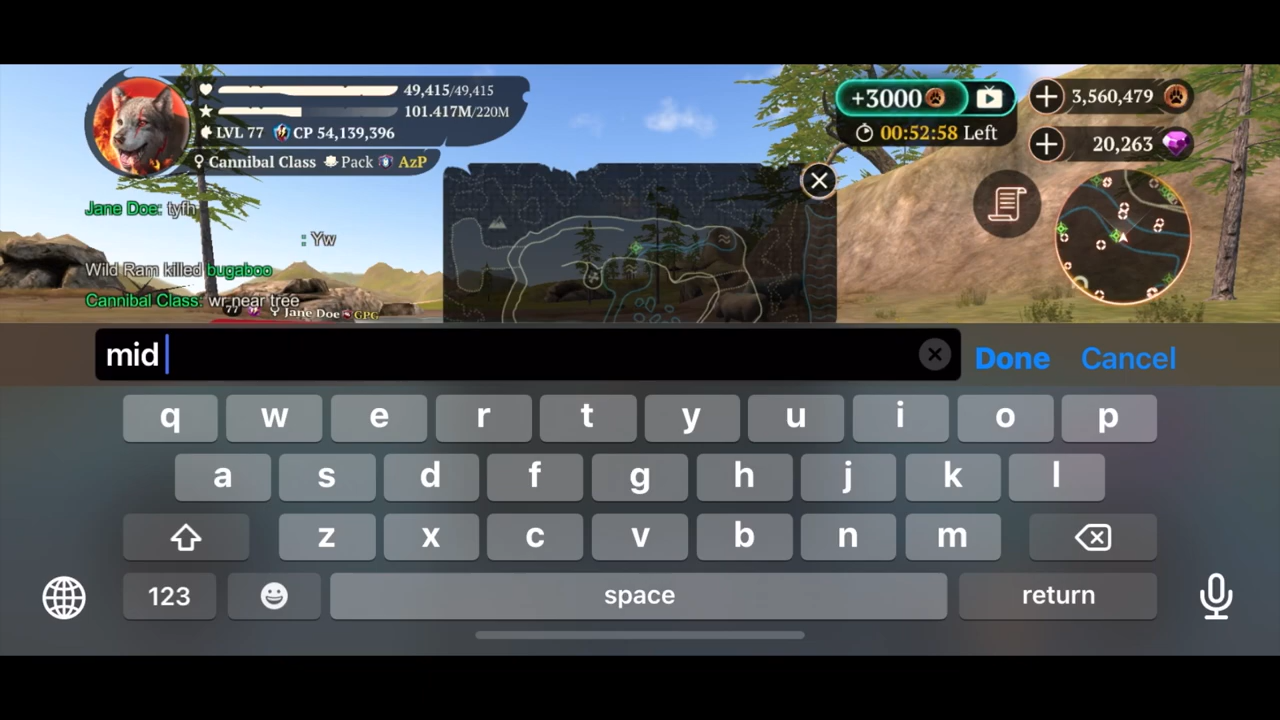 49,415/49,415
101.417M/220M
LVL 77 CP 54,139,396
Cannibal Class Pack AzP
+3000
00:52:58 Left
3,560,479
20,263
Jane Doe: tyfh
: Yw
Wild Ram killed bugaboo
Cannibal Class: wr near tree
77 Jane Doe GPG
mid
Done Cancel
q w e r t y u i o p
a s d f g h j k l
z x c v b n m
123 space return